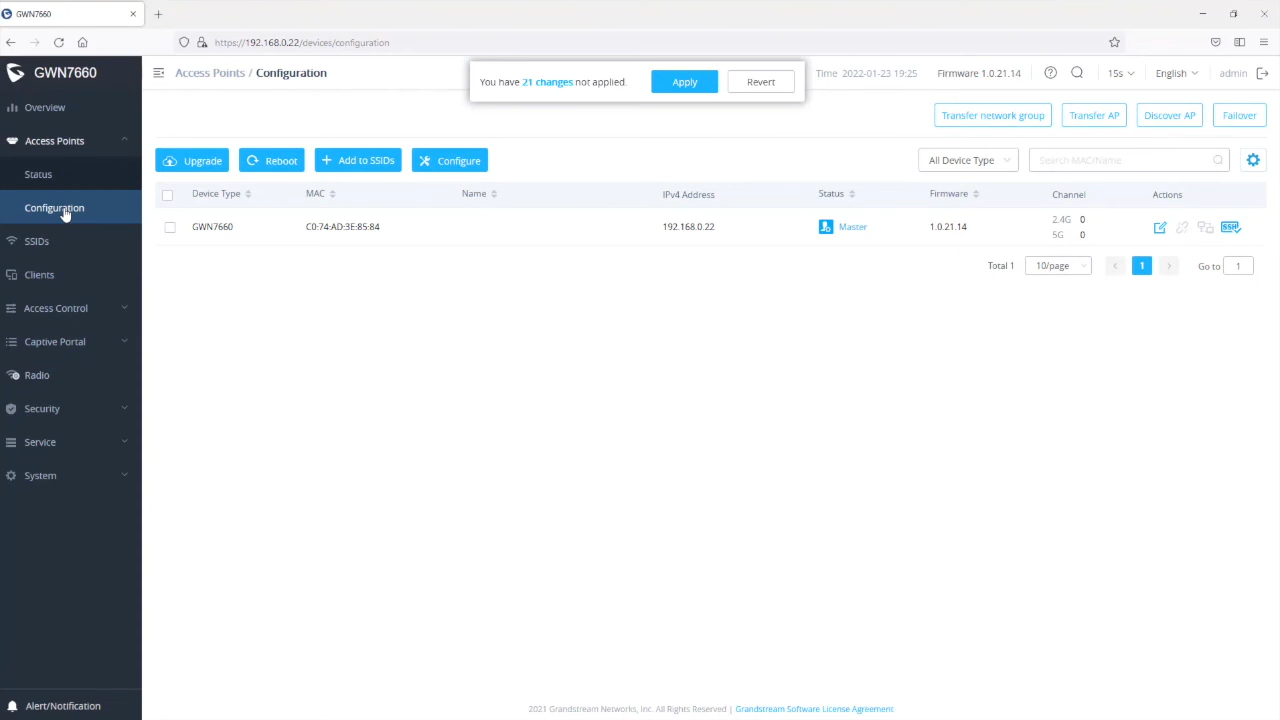 GWN7660
https://192.168.0.22/devices/configuration
GWN7660
Access Points / Configuration
You have 21 changes not applied.
Apply
Revert
Time 2022-01-23 19:25
Firmware 1.0.21.14
15s
English
admin
Overview
Access Points
Status
Configuration
SSIDs
Clients
Access Control
Captive Portal
Radio
Security
Service
System
Alert/Notification
Transfer network group
Transfer AP
Discover AP
Failover
Upgrade
Reboot
Add to SSIDs
Configure
All Device Type
Search MAC/Name
Device Type MAC Name IPv4 Address Status Firmware Channel Actions
GWN7660 C0:74:AD:3E:85:84 192.168.0.22 Master 1.0.21.14 2.4G 0
5G 0
SSH
Total 1 10/page 1 Go to 1
2021 Grandstream Networks, Inc. All Rights Reserved | Grandstream Software License Agreement